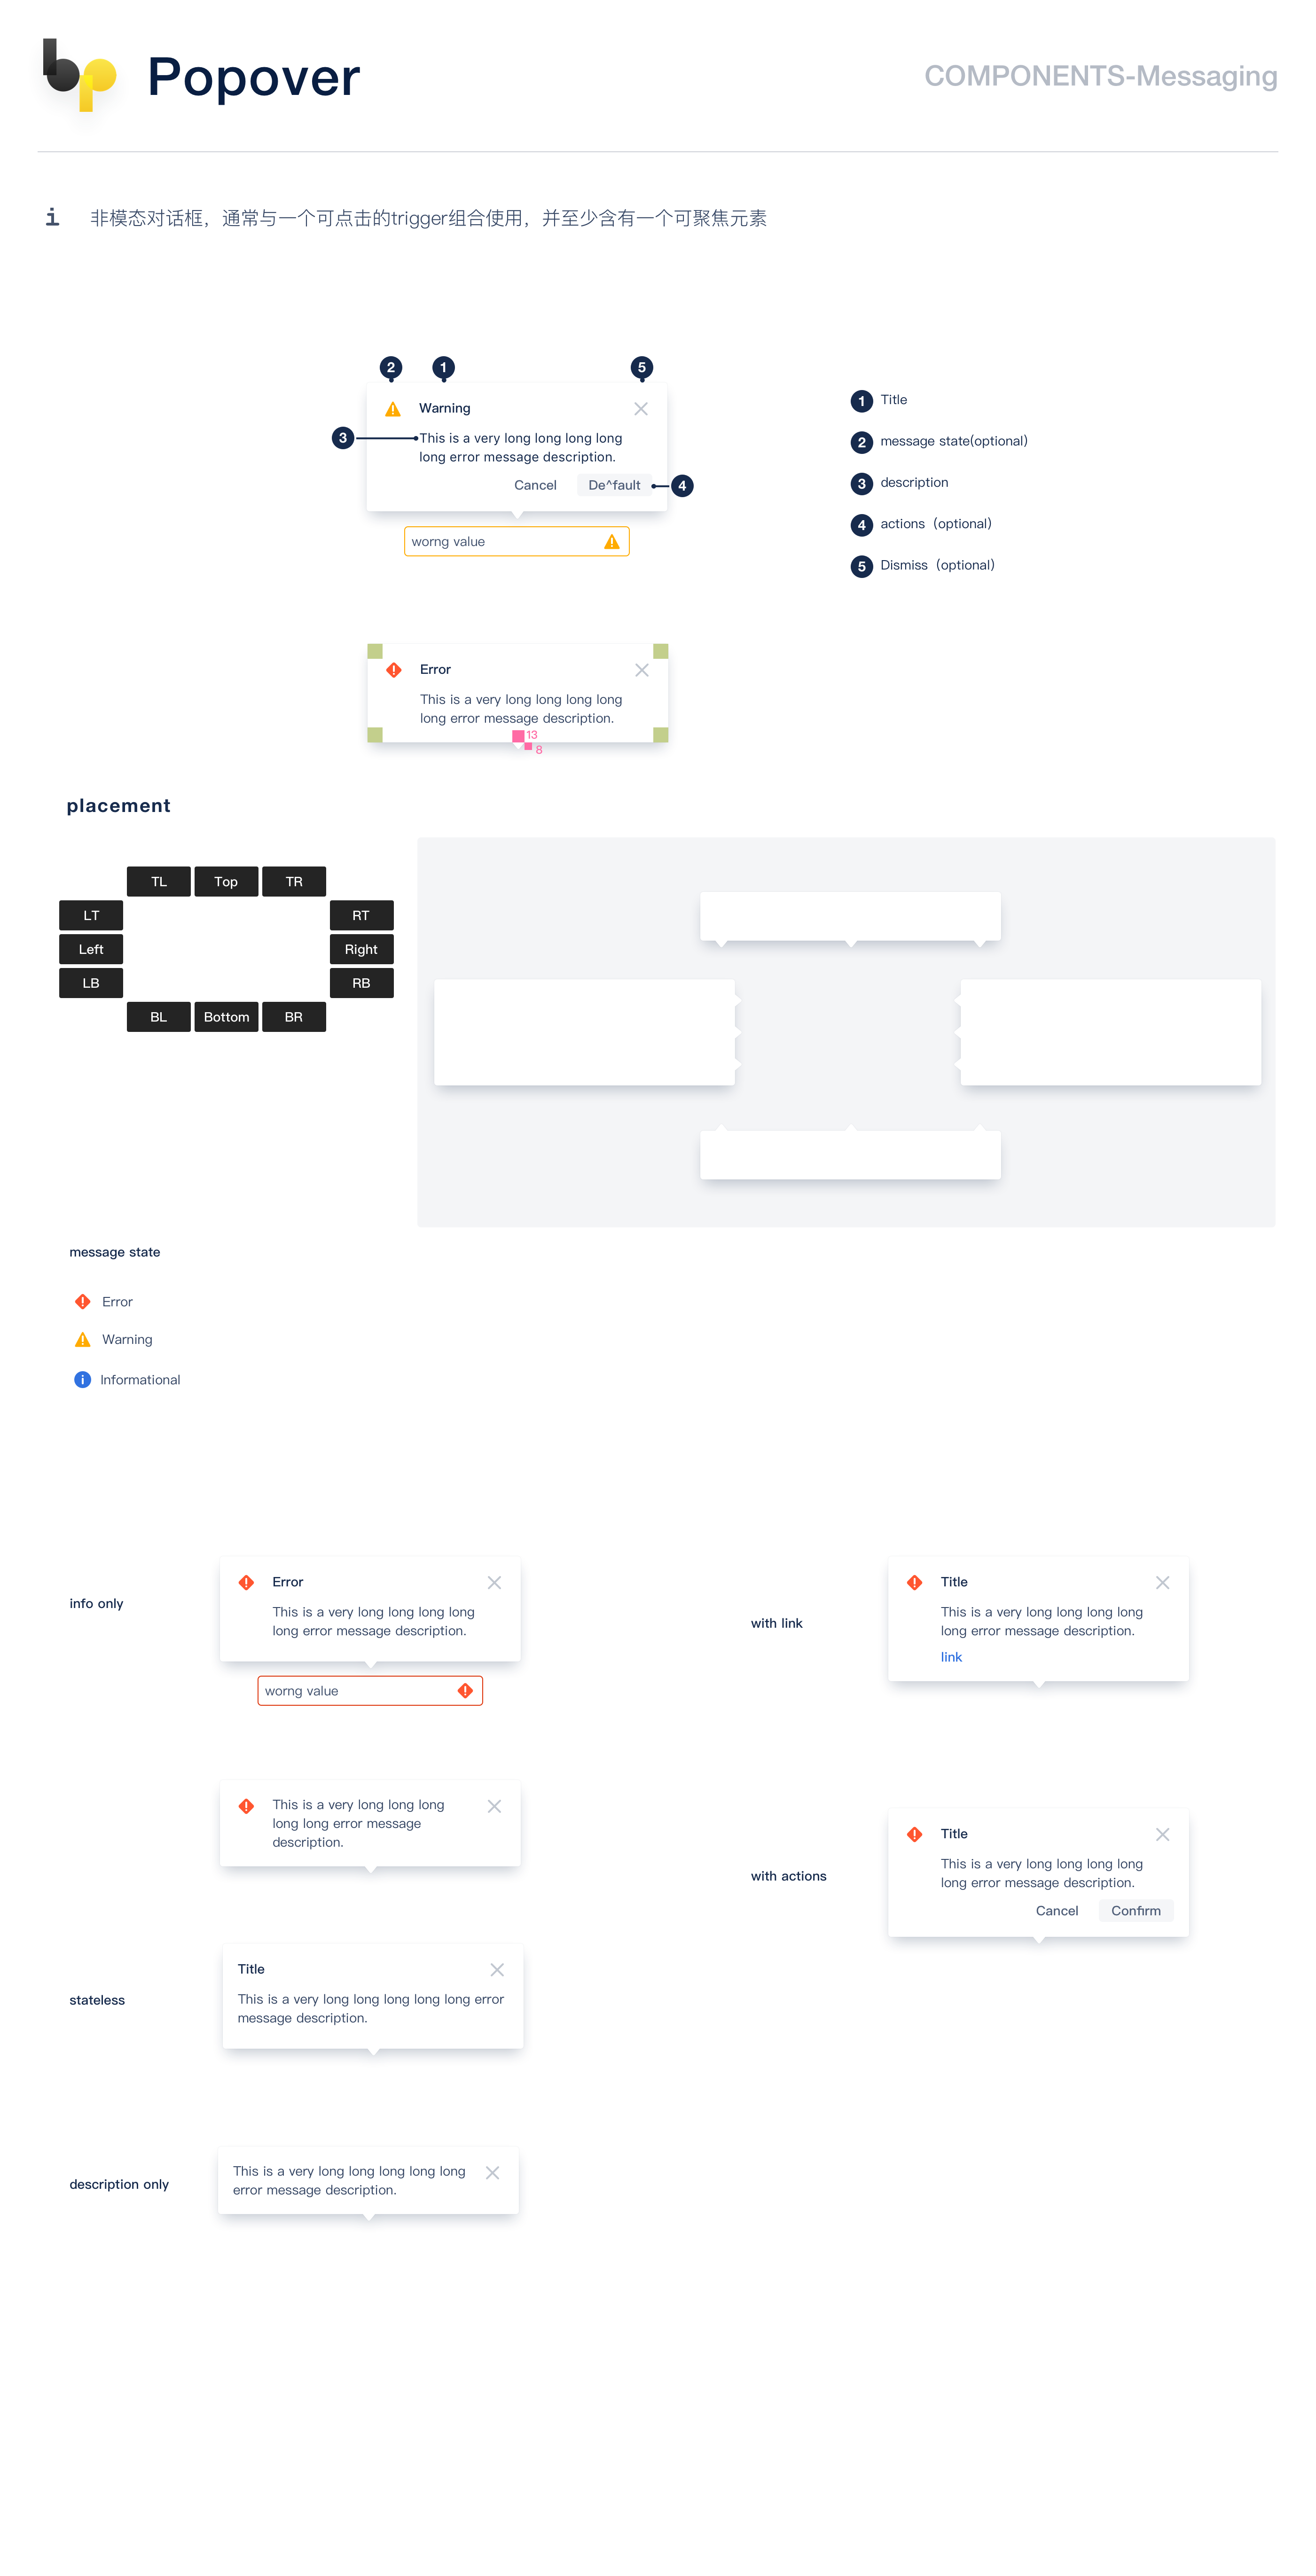 bp
Popover
COMPONENTS-Messaging
i
非模态对话框，通常与一个可点击的trigger组合使用，并至少含有一个可聚焦元素
2
1
5
Warning
3
This is a very long long long long
long error message description.
Cancel
De^fault
4
worng value
1 Title
2 message state(optional)
3 description
4 actions（optional）
5 Dismiss（optional）
Error
This is a very long long long long
long error message description.
13
8
placement
TL Top TR
LT RT
Left Right
LB RB
BL Bottom BR
message state
Error
Warning
Informational
info only
Error
This is a very long long long long
long error message description.
worng value
with link
Title
This is a very long long long long
long error message description.
link
This is a very long long long
long long error message
description.
with actions
Title
This is a very long long long long
long error message description.
Cancel Confirm
stateless
Title
This is a very long long long long long error
message description.
description only
This is a very long long long long long
error message description.